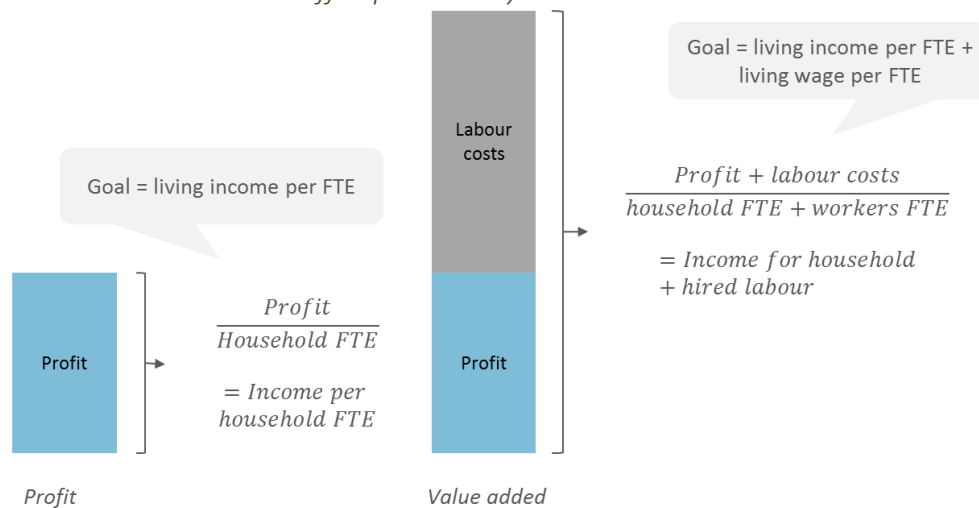 Goal = living income per FTE +
living wage per FTE
Labour
costs
Goal = living income per FTE
Profit + labour costs
household FTE + workers FTE
= Income for household
+ hired labour
Profit
Profit
Household FTE
= Income per
household FTE
Profit
Profit
Value added